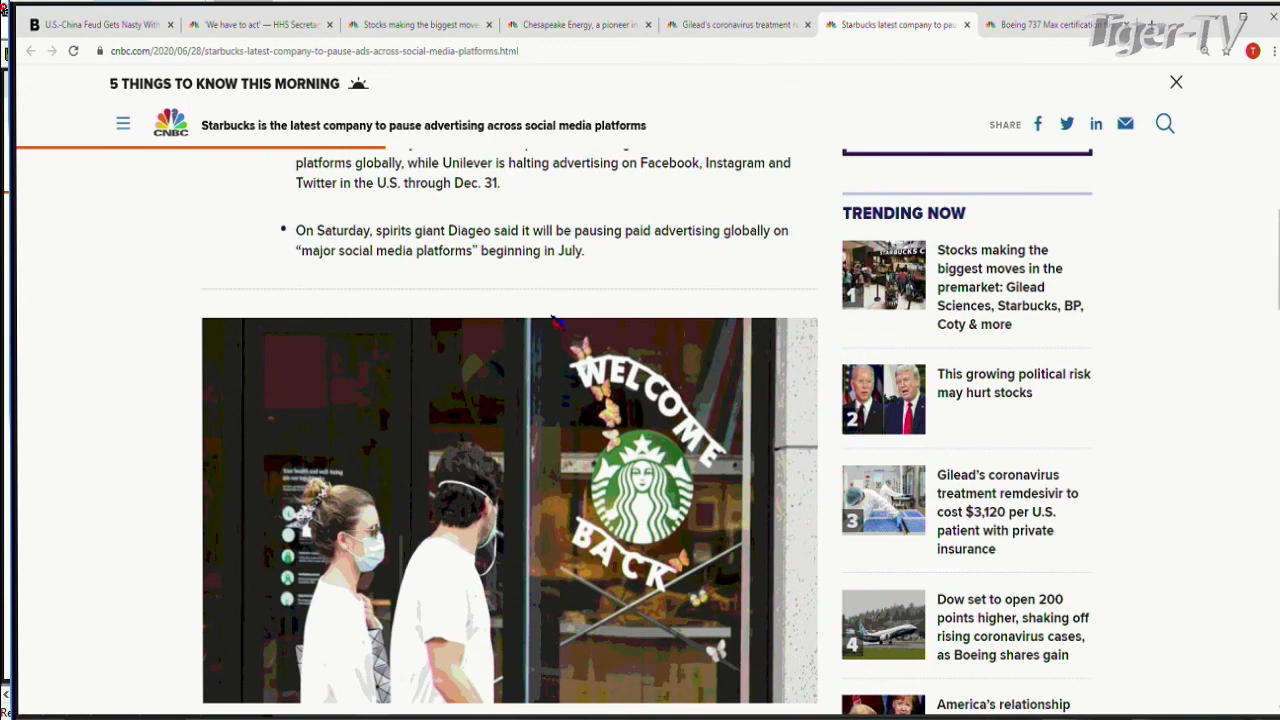 U.S.-China Feud Gets Nasty With
'We have to act' — HHS Secretar
Stocks making the biggest move
Chesapeake Energy, a pioneer in
Gilead's coronavirus treatment r
Starbucks latest company to pau
Boeing 737 Max certification
Tiger-TV
cnbc.com/2020/06/28/starbucks-latest-company-to-pause-ads-across-social-media-platforms.html
T
5 THINGS TO KNOW THIS MORNING
CNBC
Starbucks is the latest company to pause advertising across social media platforms
SHARE
platforms globally, while Unilever is halting advertising on Facebook, Instagram and
Twitter in the U.S. through Dec. 31.
On Saturday, spirits giant Diageo said it will be pausing paid advertising globally on
“major social media platforms” beginning in July.
WELCOME
BACK
TRENDING NOW
1
Stocks making the
biggest moves in the
premarket: Gilead
Sciences, Starbucks, BP,
Coty & more
2
This growing political risk
may hurt stocks
3
Gilead’s coronavirus
treatment remdesivir to
cost $3,120 per U.S.
patient with private
insurance
4
Dow set to open 200
points higher, shaking off
rising coronavirus cases,
as Boeing shares gain
America’s relationship